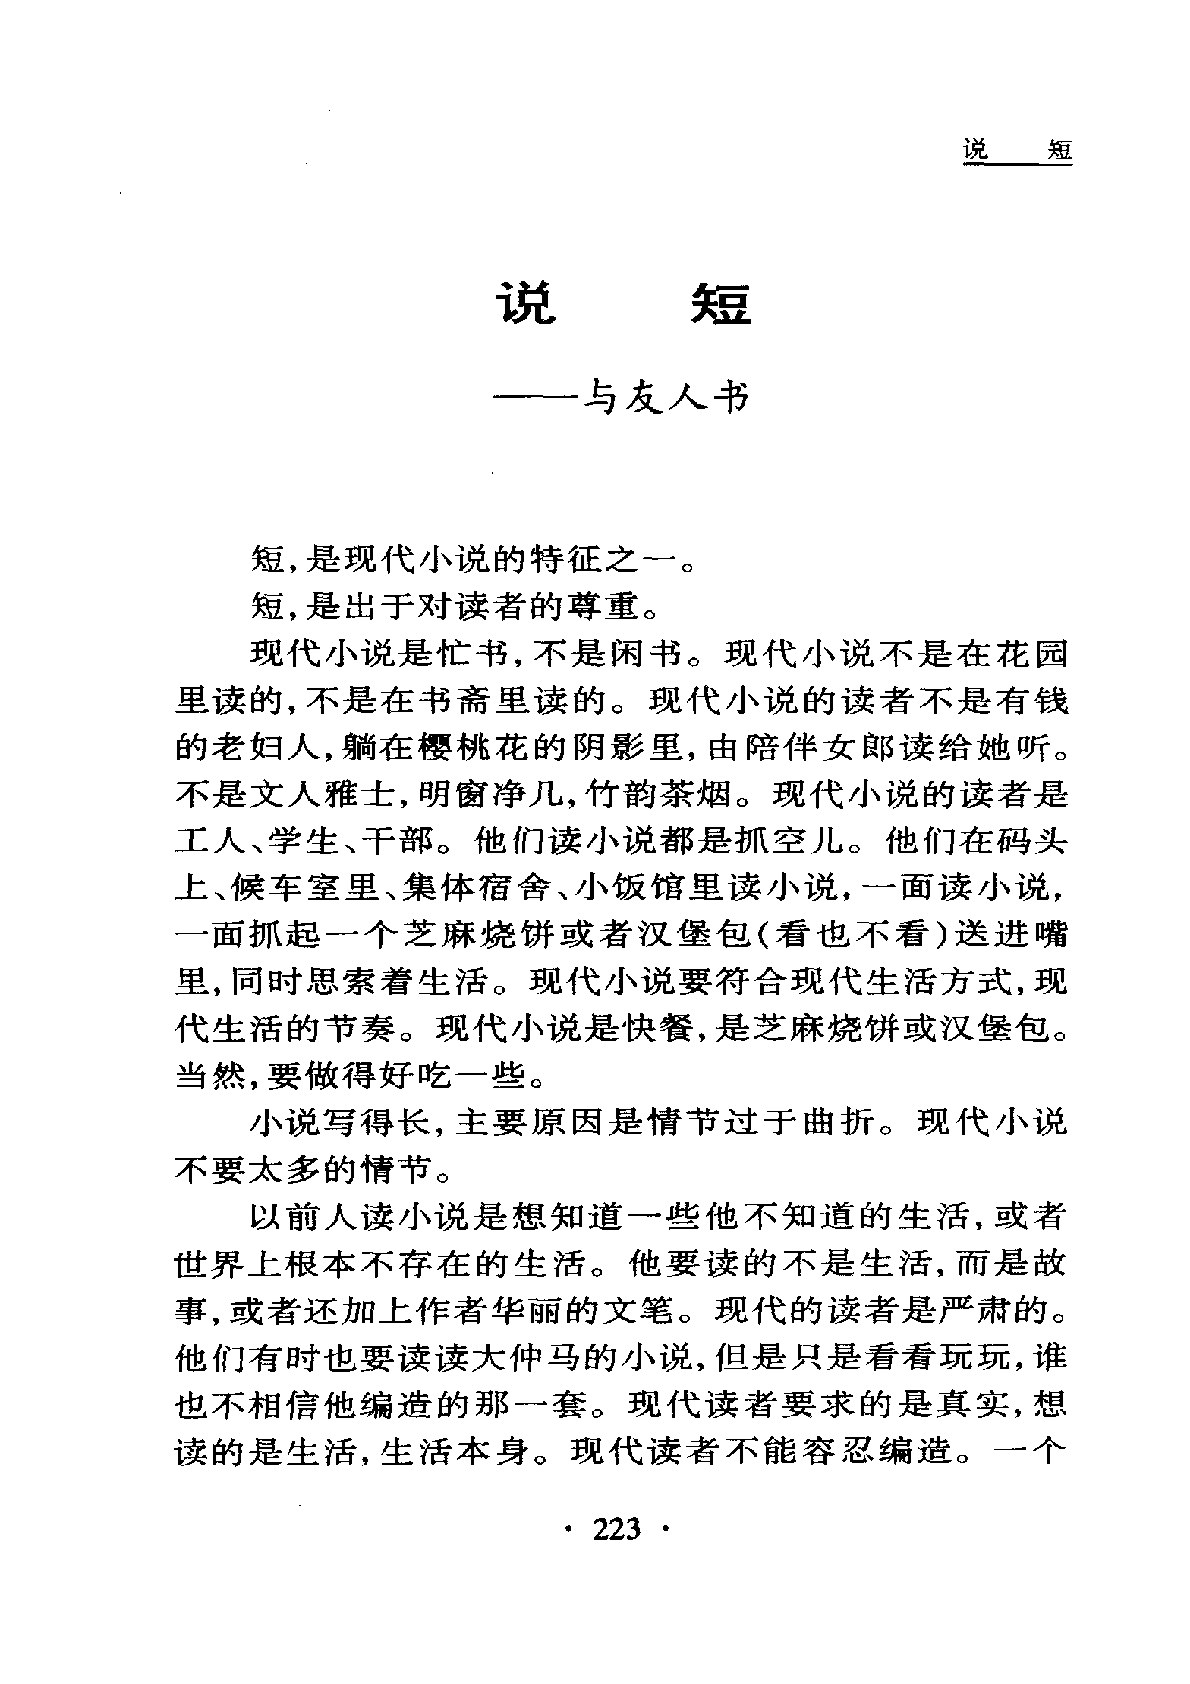 说 短
说 短
——与友人书
短,是现代小说的特征之一。
短,是出于对读者的尊重。
现代小说是忙书,不是闲书。现代小说不是在花园
里读的,不是在书斋里读的。现代小说的读者不是有钱
的老妇人,躺在樱桃花的阴影里,由陪伴女郎读给她听。
不是文人雅士,明窗净几,竹韵茶烟。现代小说的读者是
工人、学生、干部。他们读小说都是抓空儿。他们在码头
上、候车室里、集体宿舍、小饭馆里读小说,一面读小说,
一面抓起一个芝麻烧饼或者汉堡包(看也不看)送进嘴
里,同时思索着生活。现代小说要符合现代生活方式,现
代生活的节奏。现代小说是快餐,是芝麻烧饼或汉堡包。
当然,要做得好吃一些。
小说写得长,主要原因是情节过于曲折。现代小说
不要太多的情节。
以前人读小说是想知道一些他不知道的生活,或者
世界上根本不存在的生活。他要读的不是生活,而是故
事,或者还加上作者华丽的文笔。现代的读者是严肃的。
他们有时也要读读大仲马的小说,但是只是看看玩玩,谁
也不相信他编造的那一套。现代读者要求的是真实,想
读的是生活,生活本身。现代读者不能容忍编造。一个
· 223 ·